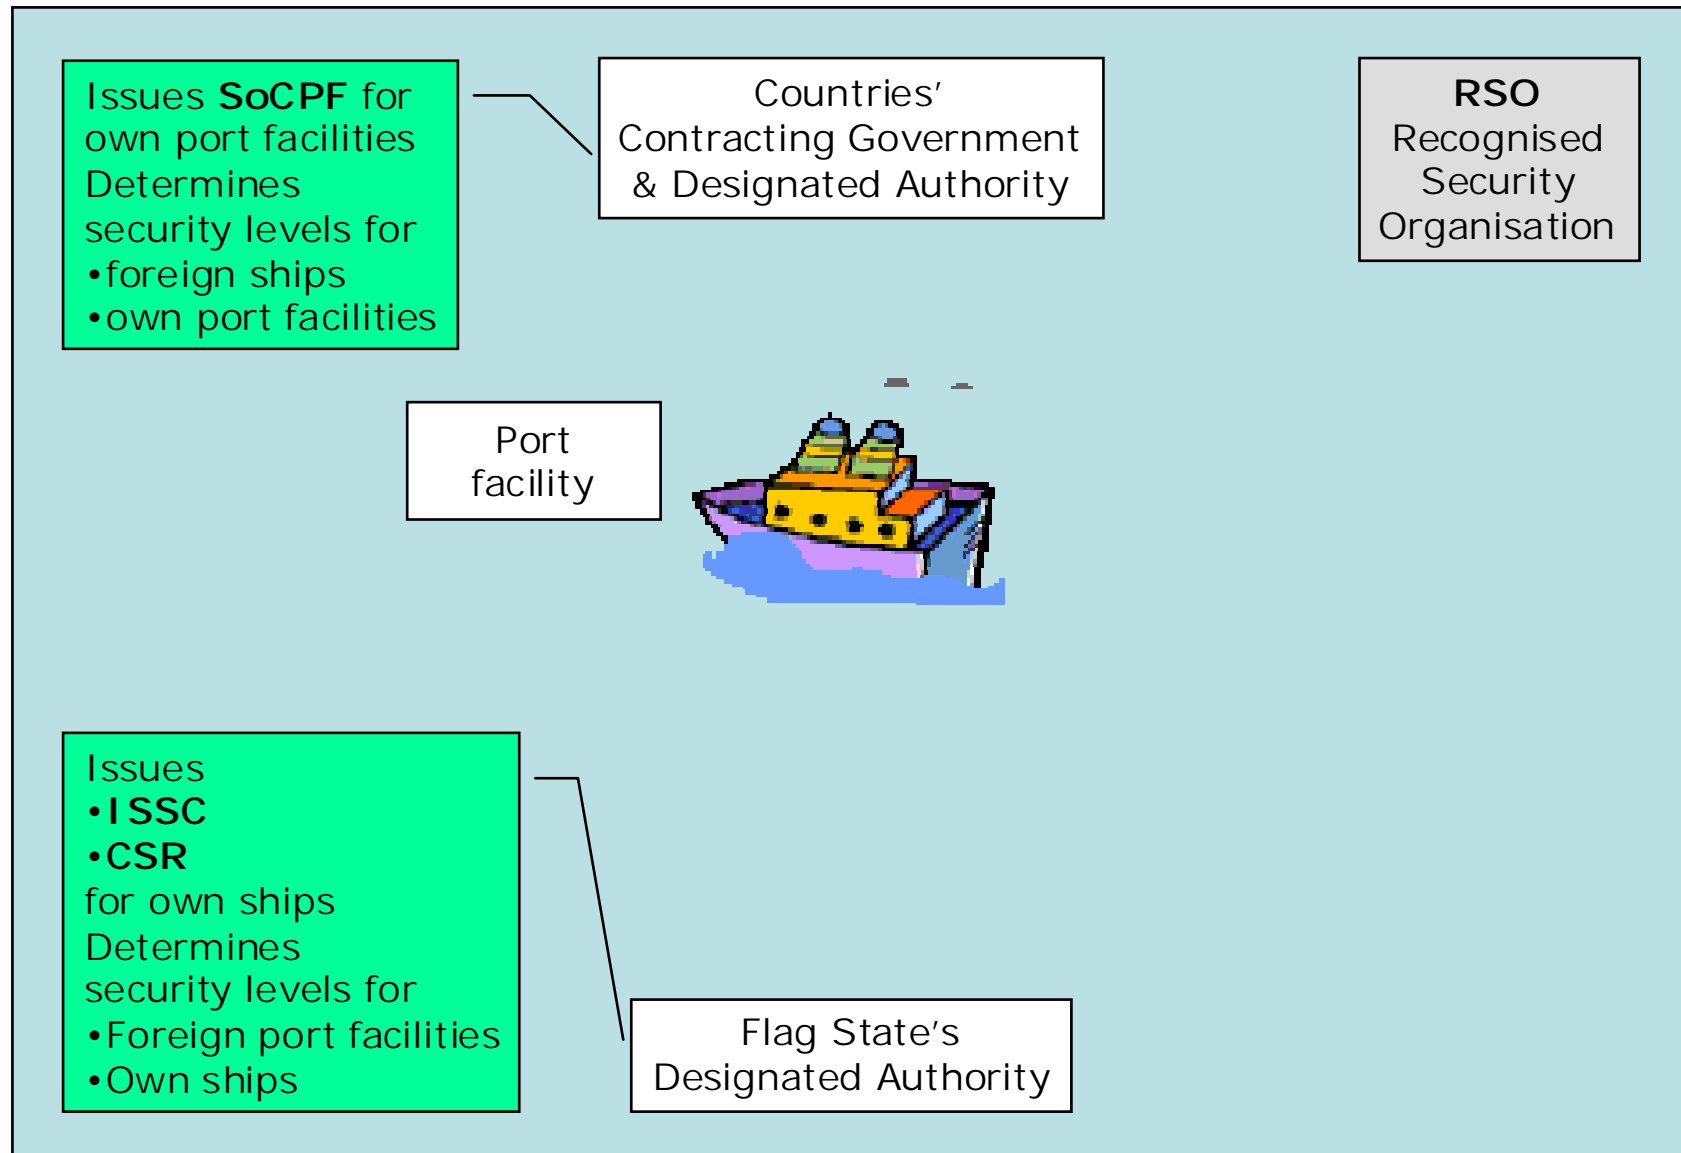 Issues SoCPF for
own port facilities
Determines
security levels for
•foreign ships
•own port facilities
Countries’
Contracting Government
& Designated Authority
RSO
Recognised
Security
Organisation
Port
facility
Issues
•ISSC
•CSR
for own ships
Determines
security levels for
•Foreign port facilities
•Own ships
Flag State’s
Designated Authority